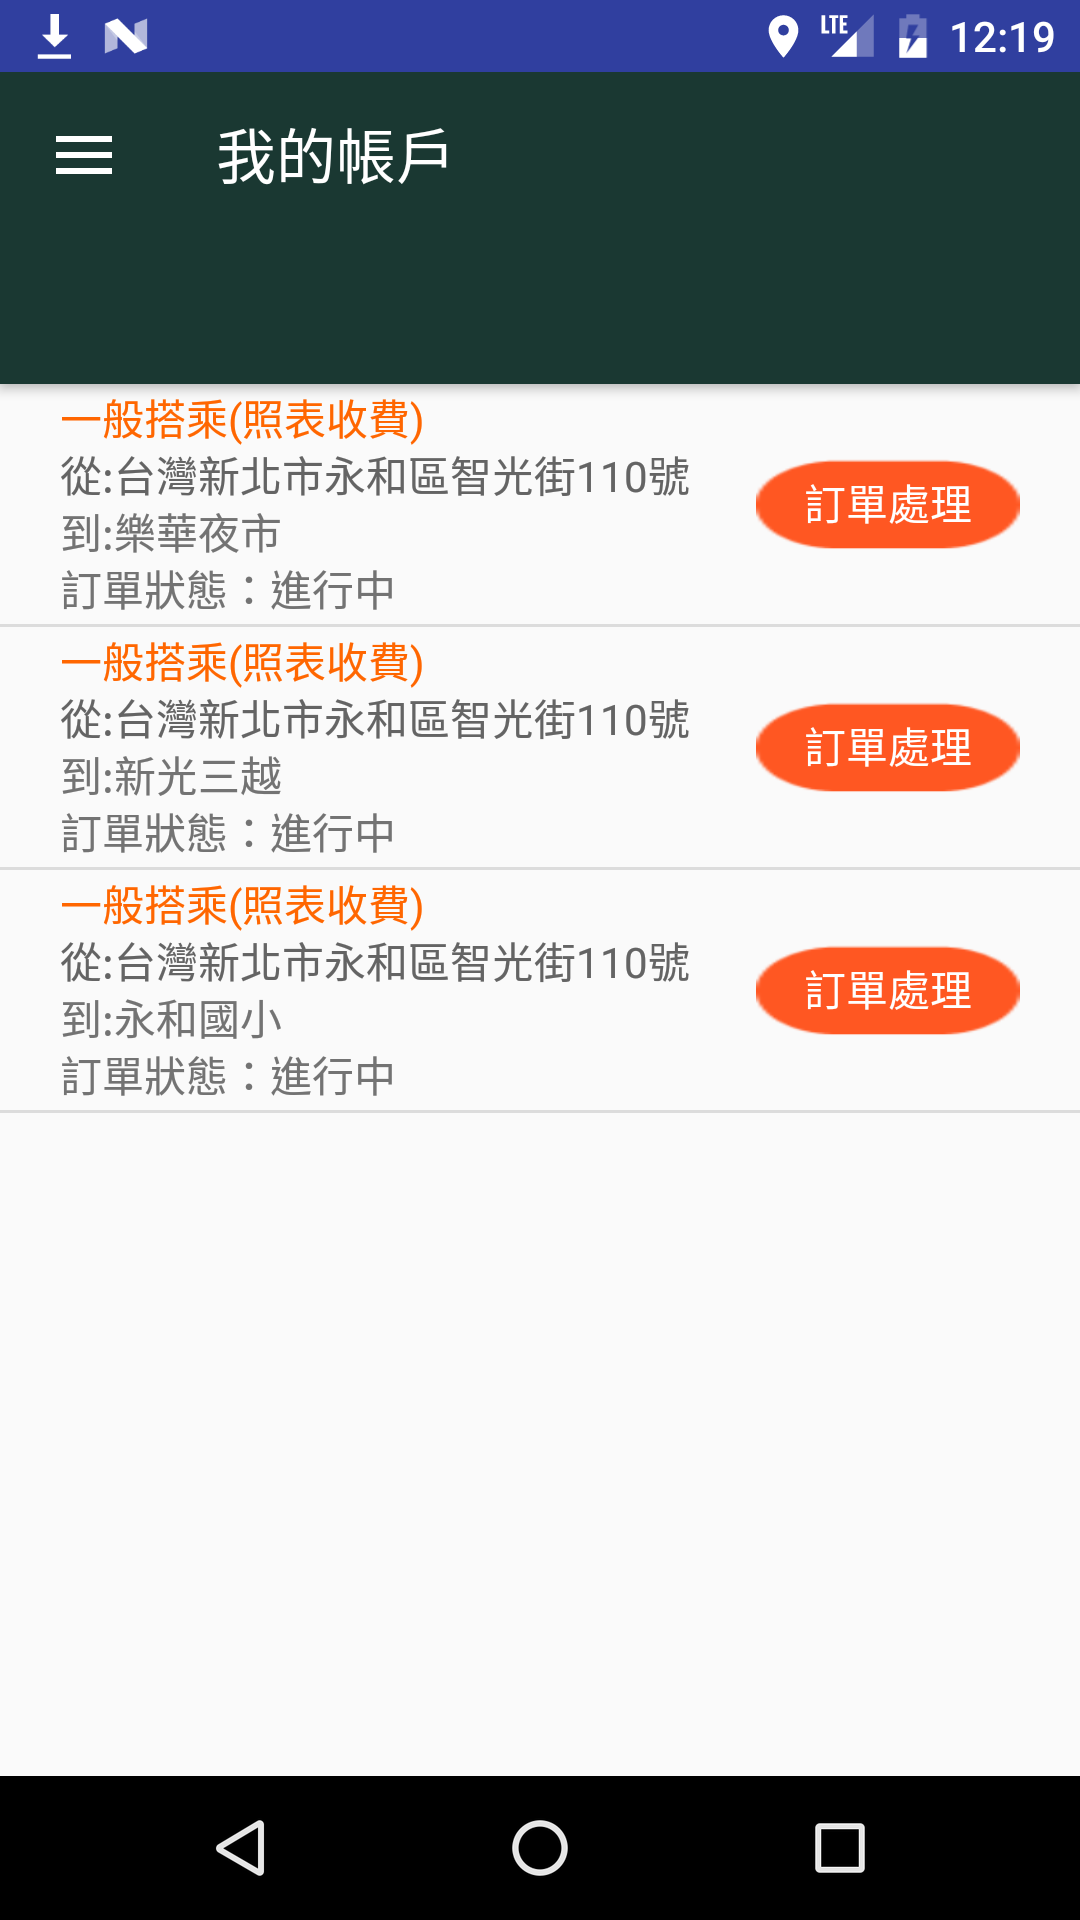 LTE 12:19
我的帳戶
一般搭乘(照表收費)
從:台灣新北市永和區智光街110號
到:樂華夜市
訂單狀態：進行中
訂單處理
一般搭乘(照表收費)
從:台灣新北市永和區智光街110號
到:新光三越
訂單狀態：進行中
訂單處理
一般搭乘(照表收費)
從:台灣新北市永和區智光街110號
到:永和國小
訂單狀態：進行中
訂單處理